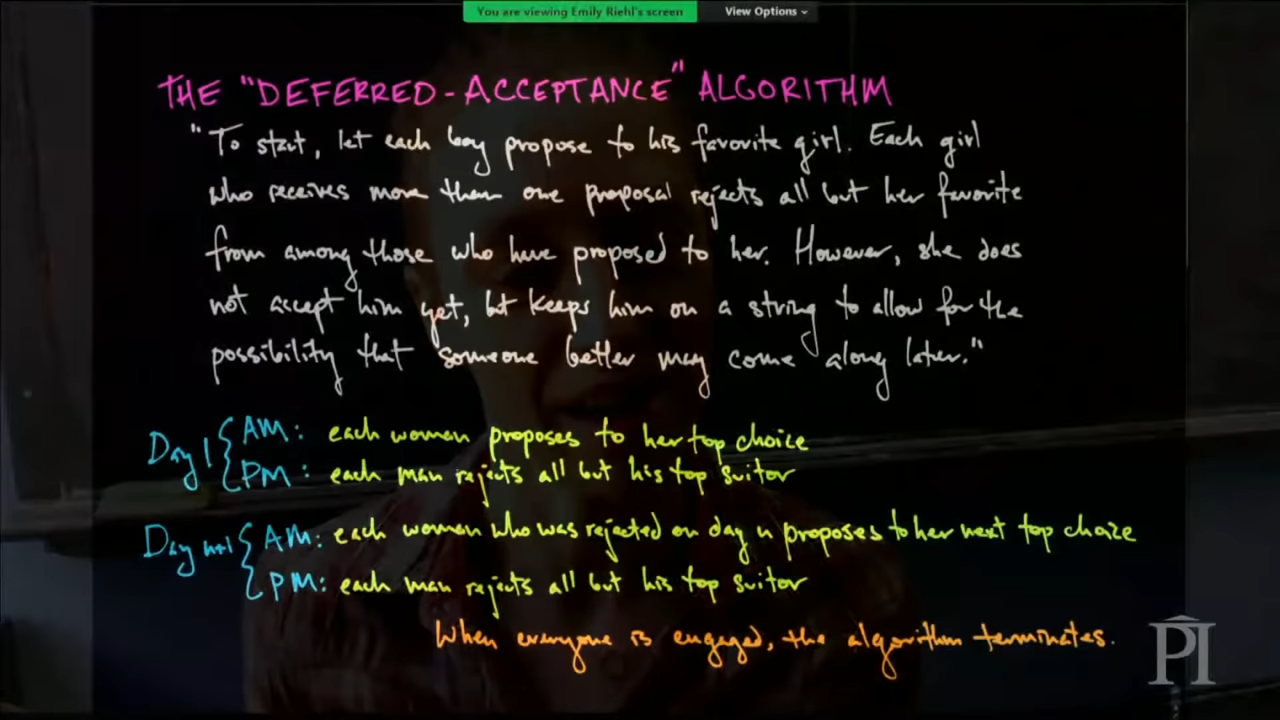 You are viewing Emily Riehl's screen View Options
THE "DEFERRED-ACCEPTANCE" ALGORITHM
"To start, let each boy propose to his favorite girl. Each girl
who receives more than one proposal rejects all but her favorite
from among those who have proposed to her. However, she does
not accept him yet, but keeps him on a string to allow for the
possibility that someone better may come along later."
Day 1 { AM: each woman proposes to her top choice
PM: each man rejects all but his top suitor
Day n+1 { AM: each woman who was rejected on day n proposes to her next top choice
PM: each man rejects all but his top suitor
When everyone is engaged, the algorithm terminates.
PI